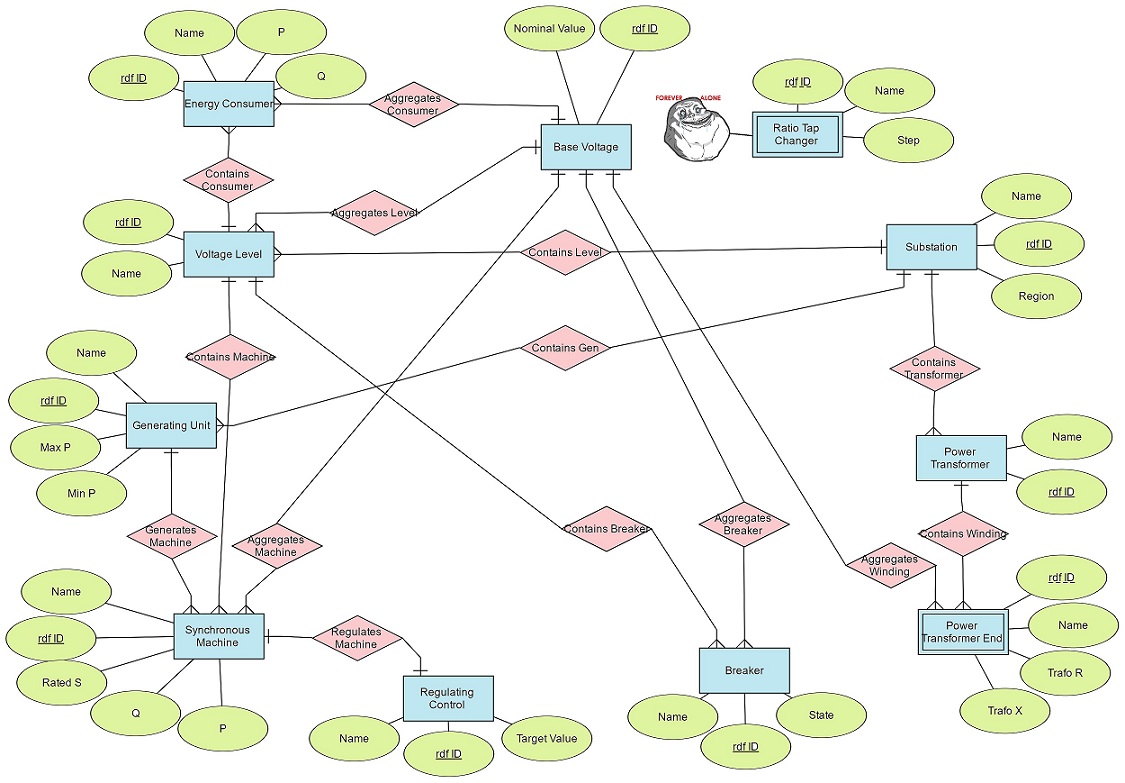 Name
P
rdf ID
Q
Energy Consumer
Aggregates
Consumer
Nominal Value
rdf ID
Base Voltage
FOREVER ALONE
rdf ID
Name
Ratio Tap
Changer
Step
Contains
Consumer
Aggregates Level
rdf ID
Voltage Level
Name
Contains Level
Name
Substation
rdf ID
Region
Contains Machine
Contains Gen
Contains
Transformer
Name
rdf ID
Generating Unit
Max P
Min P
Power
Transformer
Name
rdf ID
Generates
Machine
Aggregates
Machine
Contains Breaker
Aggregates
Breaker
Contains Winding
Aggregates
Winding
Name
rdf ID
Synchronous
Machine
Rated S
Q
P
Regulates
Machine
Regulating
Control
Name
rdf ID
Target Value
Breaker
Name
rdf ID
State
Power
Transformer End
rdf ID
Name
Trafo R
Trafo X